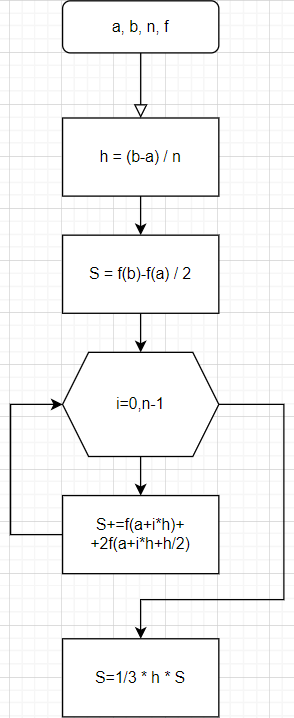 a, b, n, f
h = (b-a) / n
S = f(b)-f(a) / 2
i=0,n-1
S+=f(a+i*h)+
+2f(a+i*h+h/2)
S=1/3 * h * S